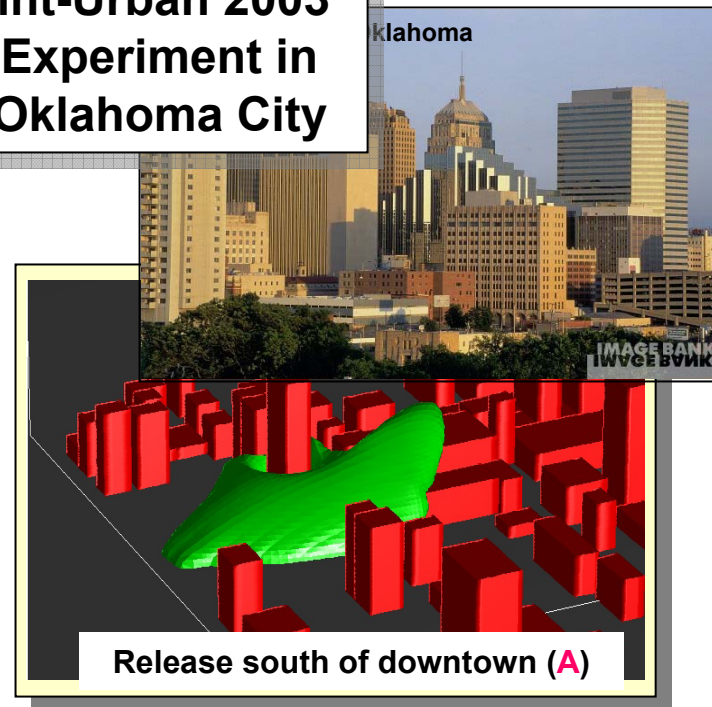 Experiment in
Oklahoma City
klahoma
IMAGE BANK
Release south of downtown (A)